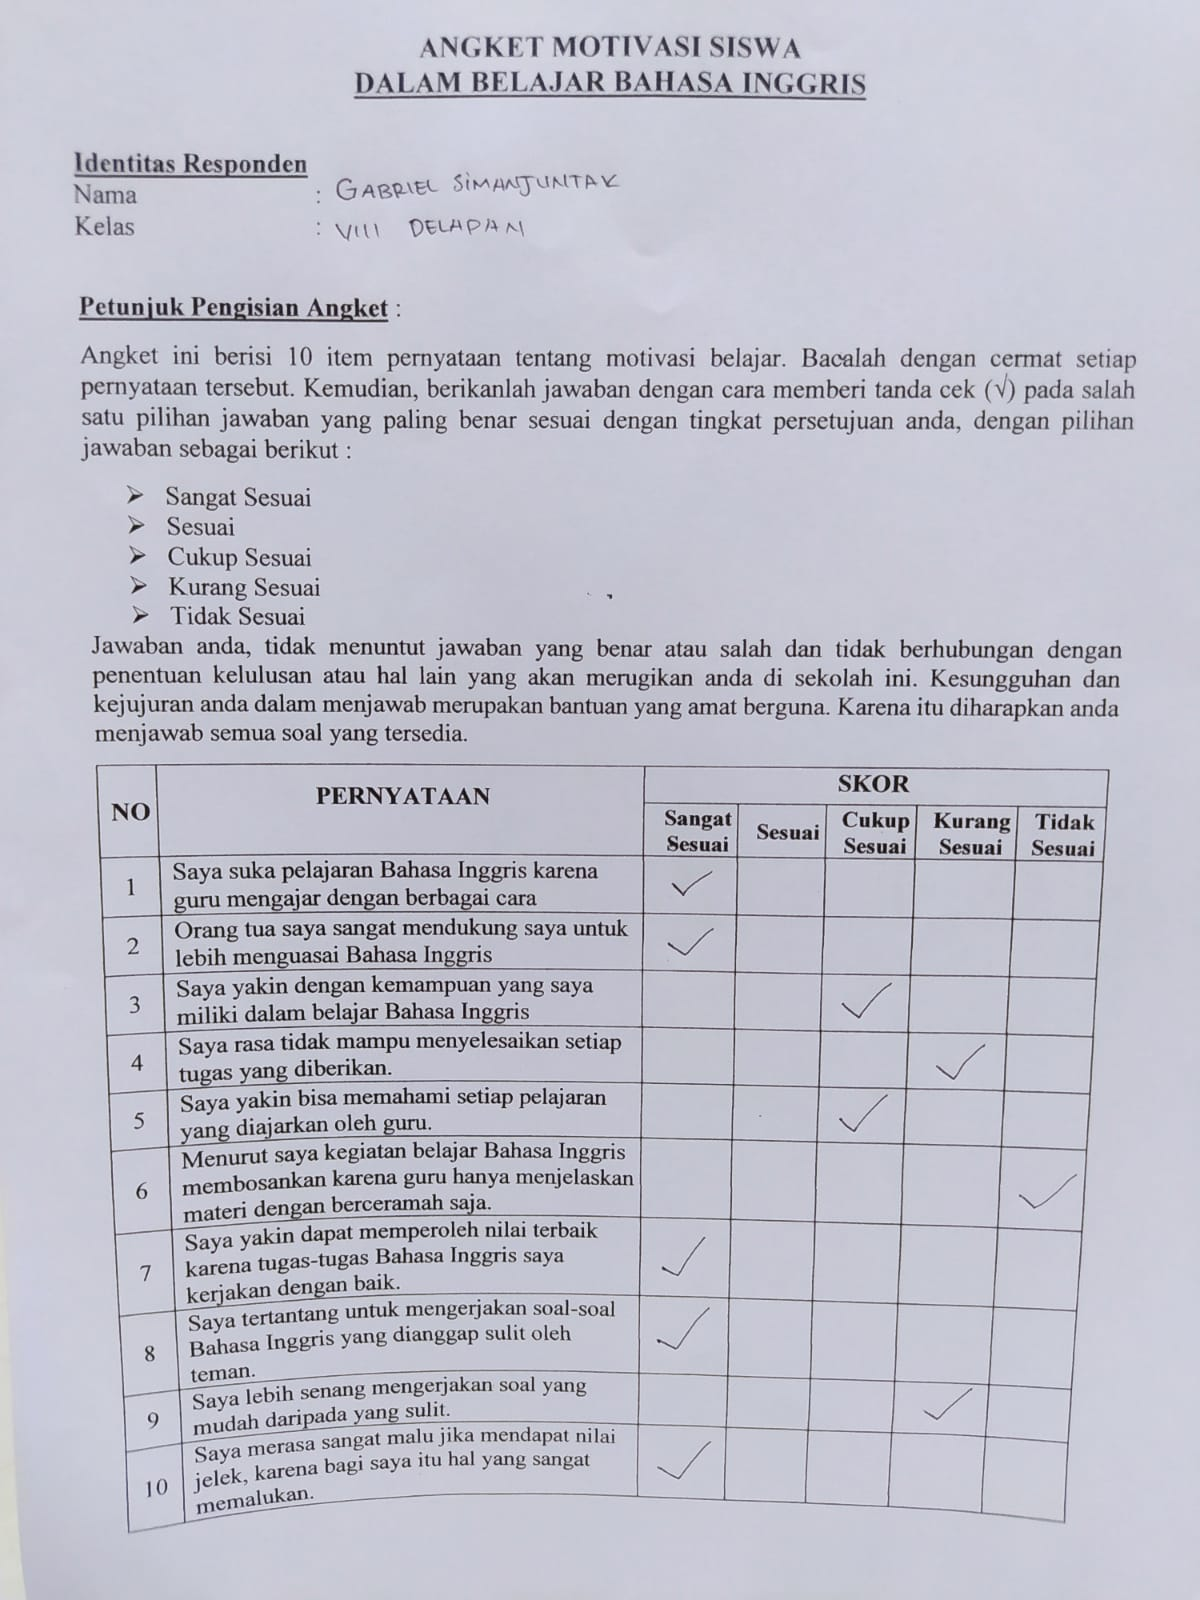 ANGKET MOTIVASI SISWA
DALAM BELAJAR BAHASA INGGRIS
Identitas Responden
Nama : GABRIEL SIMANJUNTAK
Kelas : VIII DELAPAN
Petunjuk Pengisian Angket :
Angket ini berisi 10 item pernyataan tentang motivasi belajar. Bacalah dengan cermat setiap
pernyataan tersebut. Kemudian, berikanlah jawaban dengan cara memberi tanda cek (√) pada salah
satu pilihan jawaban yang paling benar sesuai dengan tingkat persetujuan anda, dengan pilihan
jawaban sebagai berikut :
➢ Sangat Sesuai
➢ Sesuai
➢ Cukup Sesuai
➢ Kurang Sesuai
➢ Tidak Sesuai
Jawaban anda, tidak menuntut jawaban yang benar atau salah dan tidak berhubungan dengan
penentuan kelulusan atau hal lain yang akan merugikan anda di sekolah ini. Kesungguhan dan
kejujuran anda dalam menjawab merupakan bantuan yang amat berguna. Karena itu diharapkan anda
menjawab semua soal yang tersedia.
NO PERNYATAAN SKOR
Sangat Sesuai Sesuai Cukup Sesuai Kurang Sesuai Tidak Sesuai
1 Saya suka pelajaran Bahasa Inggris karena
guru mengajar dengan berbagai cara ✓
2 Orang tua saya sangat mendukung saya untuk
lebih menguasai Bahasa Inggris ✓
3 Saya yakin dengan kemampuan yang saya
miliki dalam belajar Bahasa Inggris ✓
4 Saya rasa tidak mampu menyelesaikan setiap
tugas yang diberikan. ✓
5 Saya yakin bisa memahami setiap pelajaran
yang diajarkan oleh guru. ✓
6 Menurut saya kegiatan belajar Bahasa Inggris
membosankan karena guru hanya menjelaskan
materi dengan berceramah saja. ✓
7 Saya yakin dapat memperoleh nilai terbaik
karena tugas-tugas Bahasa Inggris saya
kerjakan dengan baik. ✓
8 Saya tertantang untuk mengerjakan soal-soal
Bahasa Inggris yang dianggap sulit oleh
teman. ✓
9 Saya lebih senang mengerjakan soal yang
mudah daripada yang sulit. ✓
10 Saya merasa sangat malu jika mendapat nilai
jelek, karena bagi saya itu hal yang sangat
memalukan. ✓